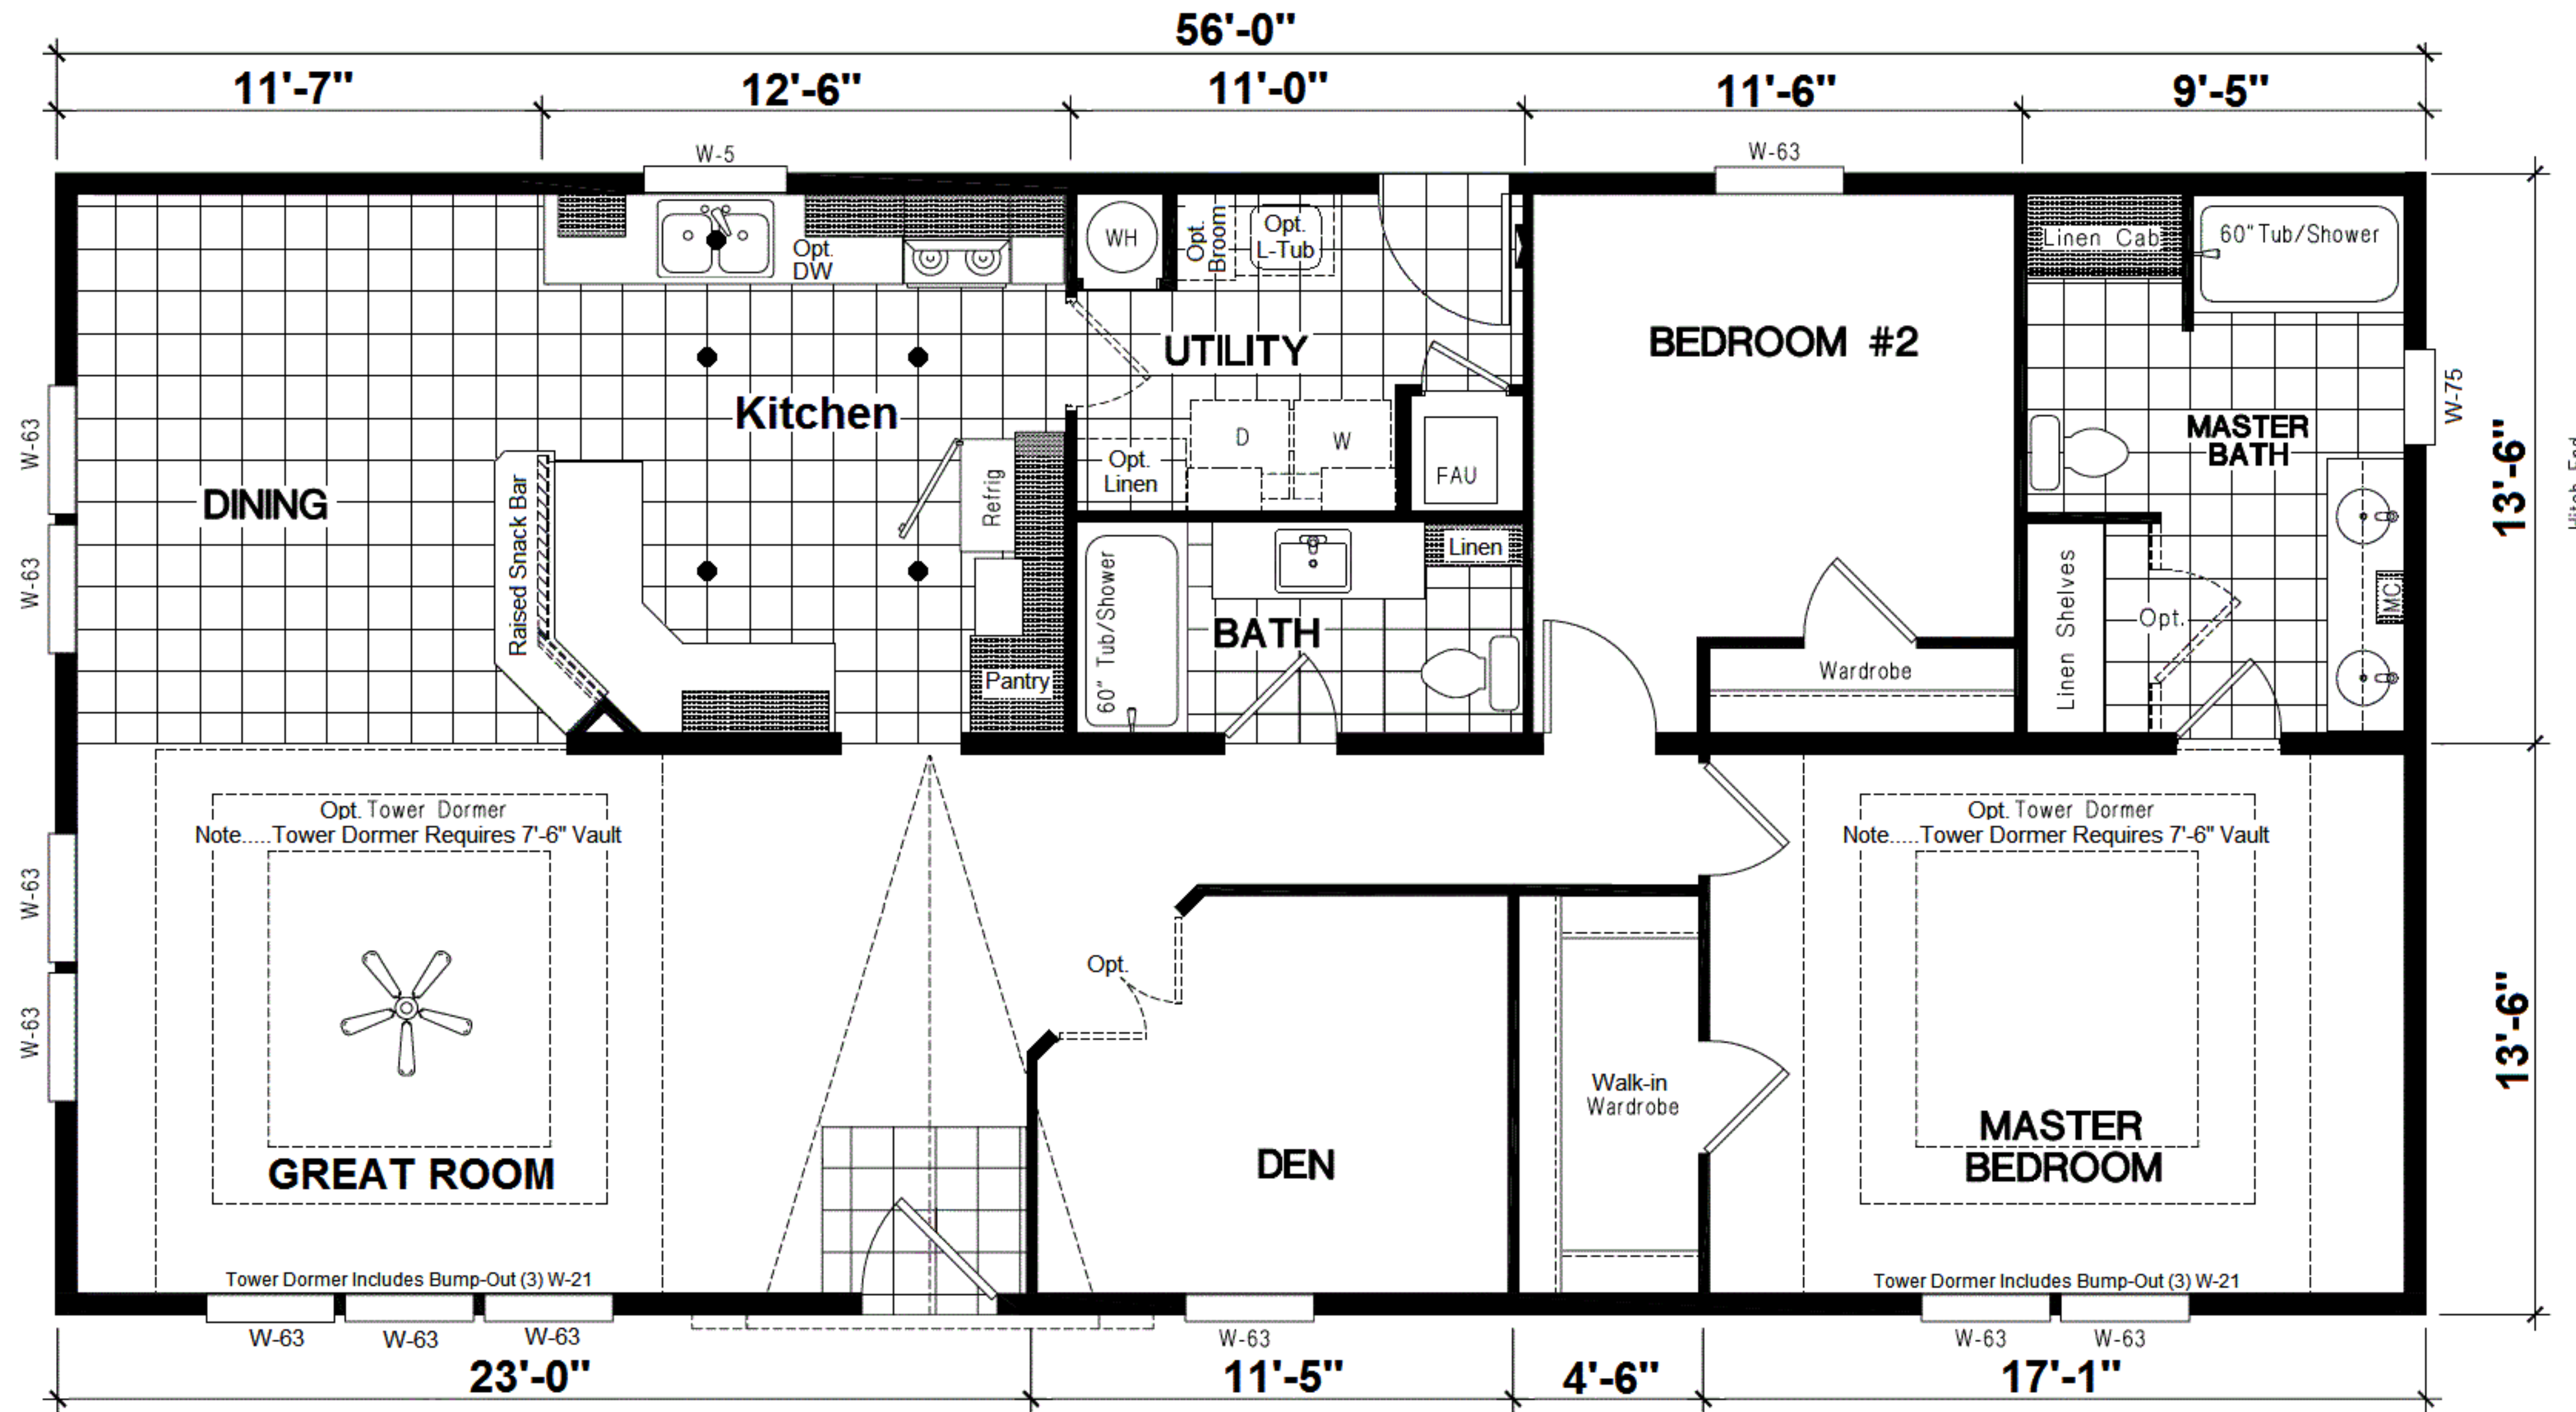 56'-0"
11'-7"
12'-6"
11'-0"
11'-6"
9'-5"
W-5
W-63
WH
Opt.
Broom
Opt.
L-Tub
Linen Cab
60" Tub/Shower
Opt.
DW
UTILITY
BEDROOM #2
W-75
Kitchen
MASTER
BATH
13'-6"
W-63
D
W
Opt.
Linen
FAU
Refrig
DINING
Raised Snack Bar
W-63
Linen
60" Tub/Shower
BATH
Linen Shelves
Opt.
MC
Pantry
Wardrobe
Opt. Tower Dormer
Note.....Tower Dormer Requires 7'-6" Vault
Opt. Tower Dormer
Note.....Tower Dormer Requires 7'-6" Vault
W-63
W-63
Opt.
13'-6"
Walk-in
Wardrobe
GREAT ROOM
DEN
MASTER
BEDROOM
Tower Dormer Includes Bump-Out (3) W-21
Tower Dormer Includes Bump-Out (3) W-21
W-63
W-63
W-63
W-63
W-63
W-63
23'-0"
11'-5"
4'-6"
17'-1"